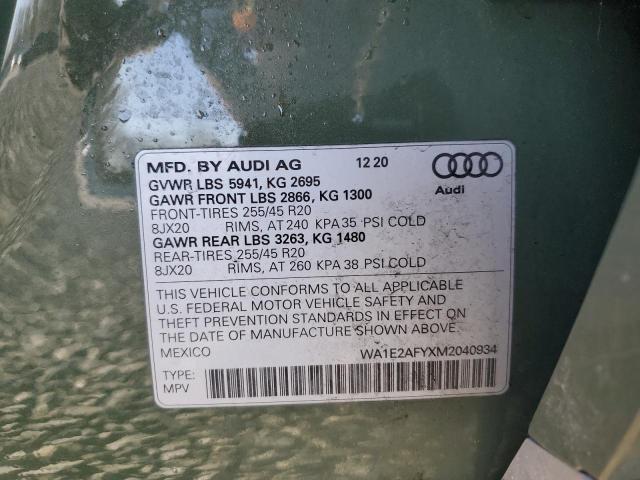 MFD. BY AUDI AG 12 20
GVWR LBS 5941, KG 2695
GAWR FRONT LBS 2866, KG 1300
FRONT-TIRES 255/45 R20
8JX20 RIMS, AT 240 KPA 35 PSI COLD
GAWR REAR LBS 3263, KG 1480
REAR-TIRES 255/45 R20
8JX20 RIMS, AT 260 KPA 38 PSI COLD
Audi
THIS VEHICLE CONFORMS TO ALL APPLICABLE
U.S. FEDERAL MOTOR VEHICLE SAFETY AND
THEFT PREVENTION STANDARDS IN EFFECT ON
THE DATE OF MANUFACTURE SHOWN ABOVE.
MEXICO WA1E2AFYXM2040934
TYPE:
MPV